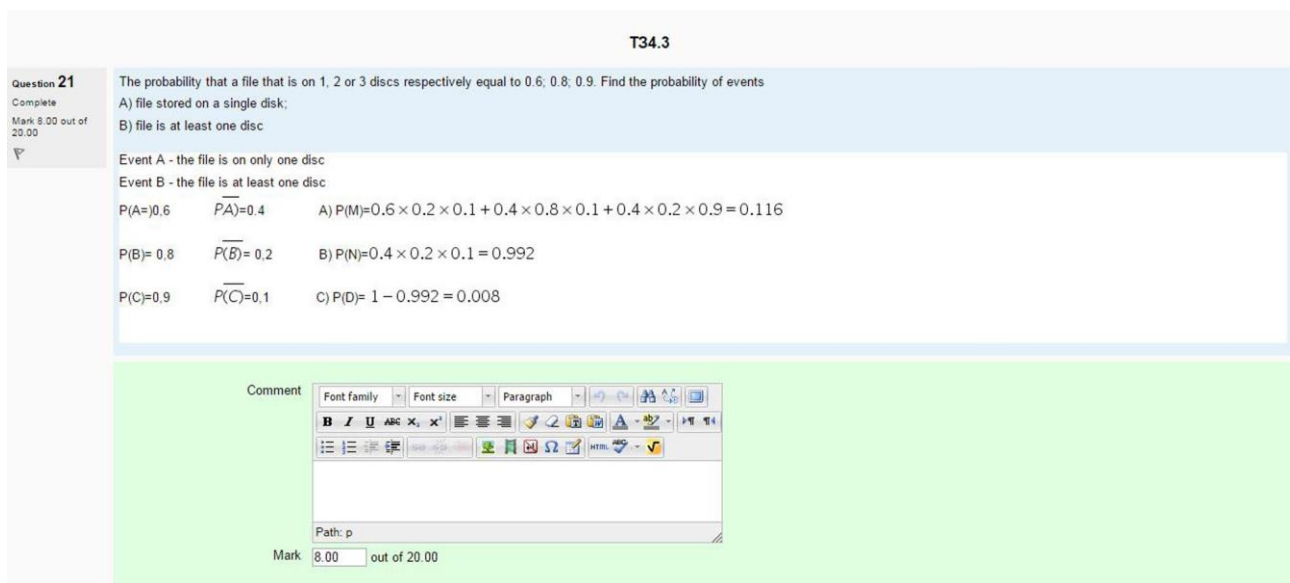 T34.3
Question 21
Complete
Mark 8.00 out of
20.00
The probability that a file that is on 1, 2 or 3 discs respectively equal to 0.6; 0.8; 0.9. Find the probability of events
A) file stored on a single disk;
B) file is at least one disc
Event A - the file is on only one disc
Event B - the file is at least one disc
P(A=)0,6 P̅A̅)=0.4 A) P(M)=0.6 × 0.2 × 0.1 + 0.4 × 0.8 × 0.1 + 0.4 × 0.2 × 0.9 = 0.116
P(B)= 0,8 P(B̅)= 0,2 B) P(N)=0.4 × 0.2 × 0.1 = 0.992
P(C)=0,9 P(C̅)=0,1 C) P(D)= 1 − 0.992 = 0.008
Comment
Font family Font size Paragraph
B I U ABC X₂ X² A ab
Ω HTML ABC √
Path: p
Mark 8.00 out of 20.00